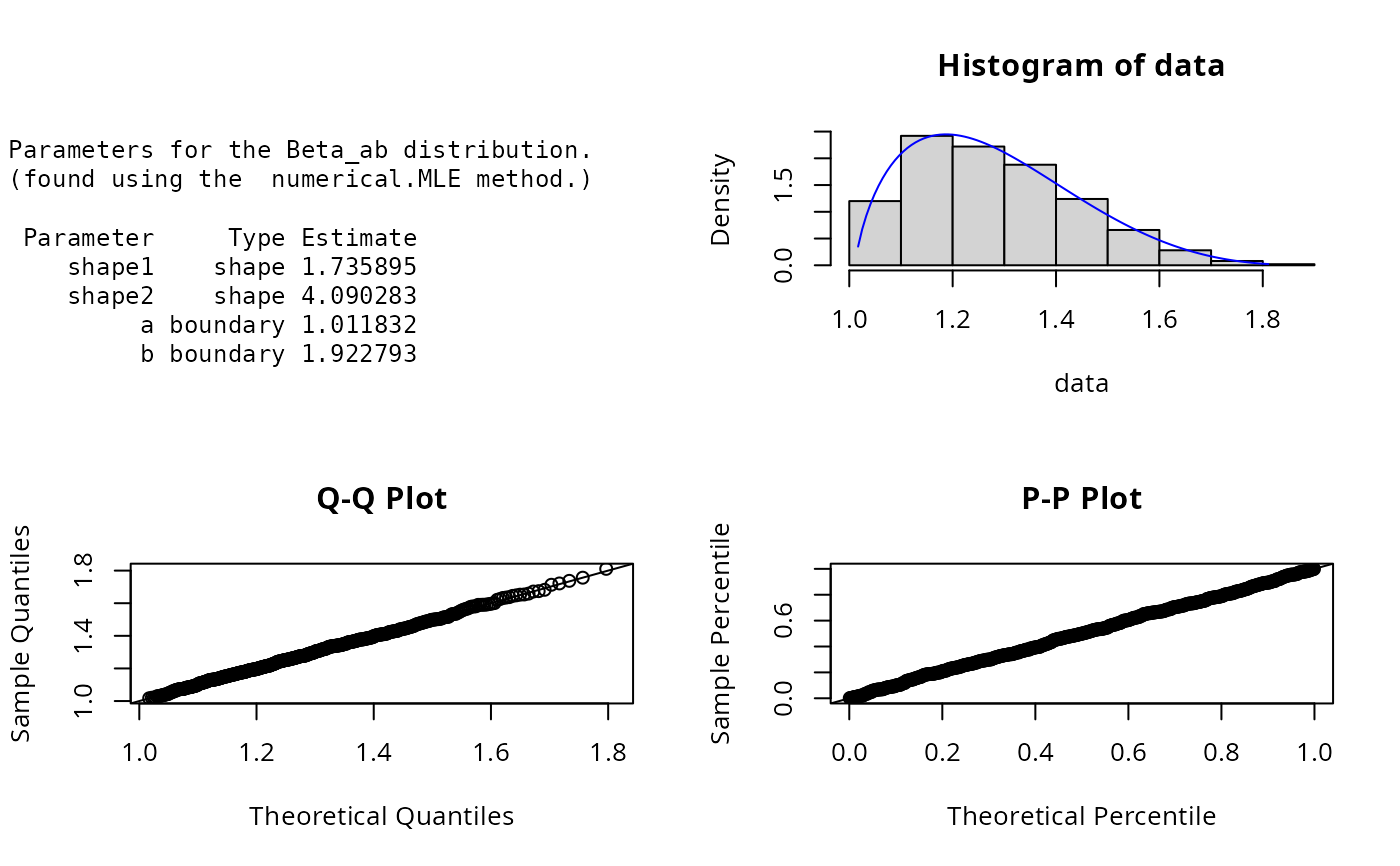 Parameters for the Beta_ab distribution.
(found using the  numerical.MLE method.)
Parameter     Type Estimate
shape1    shape 1.735895
shape2    shape 4.090283
a boundary 1.011832
b boundary 1.922793
Histogram of data
Density
0.0 1.5
1.0 1.2 1.4 1.6 1.8
data
Q-Q Plot
Sample Quantiles
1.0 1.4 1.8
1.0 1.2 1.4 1.6 1.8
Theoretical Quantiles
P-P Plot
Sample Percentile
0.0 0.6
0.0 0.2 0.4 0.6 0.8 1.0
Theoretical Percentile